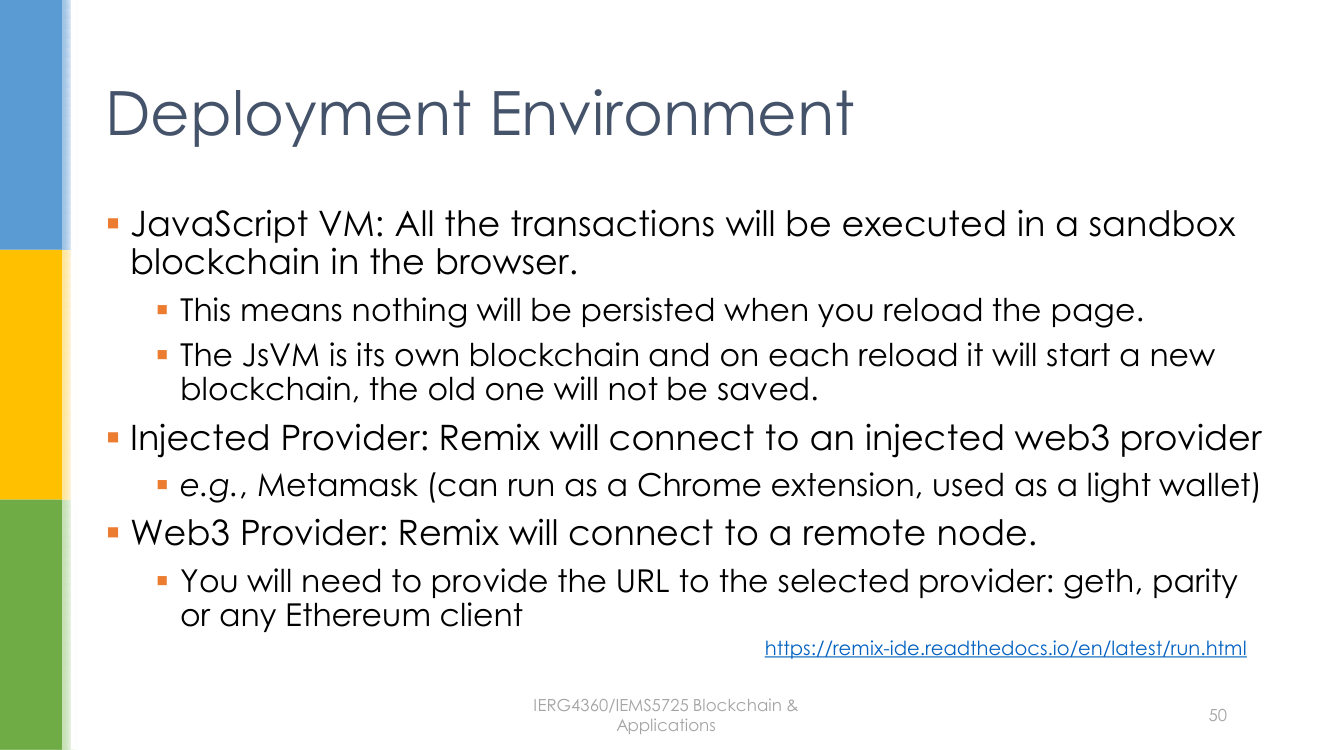 Deployment Environment
▪ JavaScript VM: All the transactions will be executed in a sandbox
blockchain in the browser.
▪ This means nothing will be persisted when you reload the page.
▪ The JsVM is its own blockchain and on each reload it will start a new
blockchain, the old one will not be saved.
▪ Injected Provider: Remix will connect to an injected web3 provider
▪ e.g., Metamask (can run as a Chrome extension, used as a light wallet)
▪ Web3 Provider: Remix will connect to a remote node.
▪ You will need to provide the URL to the selected provider: geth, parity
or any Ethereum client
https://remix-ide.readthedocs.io/en/latest/run.html
IERG4360/IEMS5725 Blockchain &
Applications
50